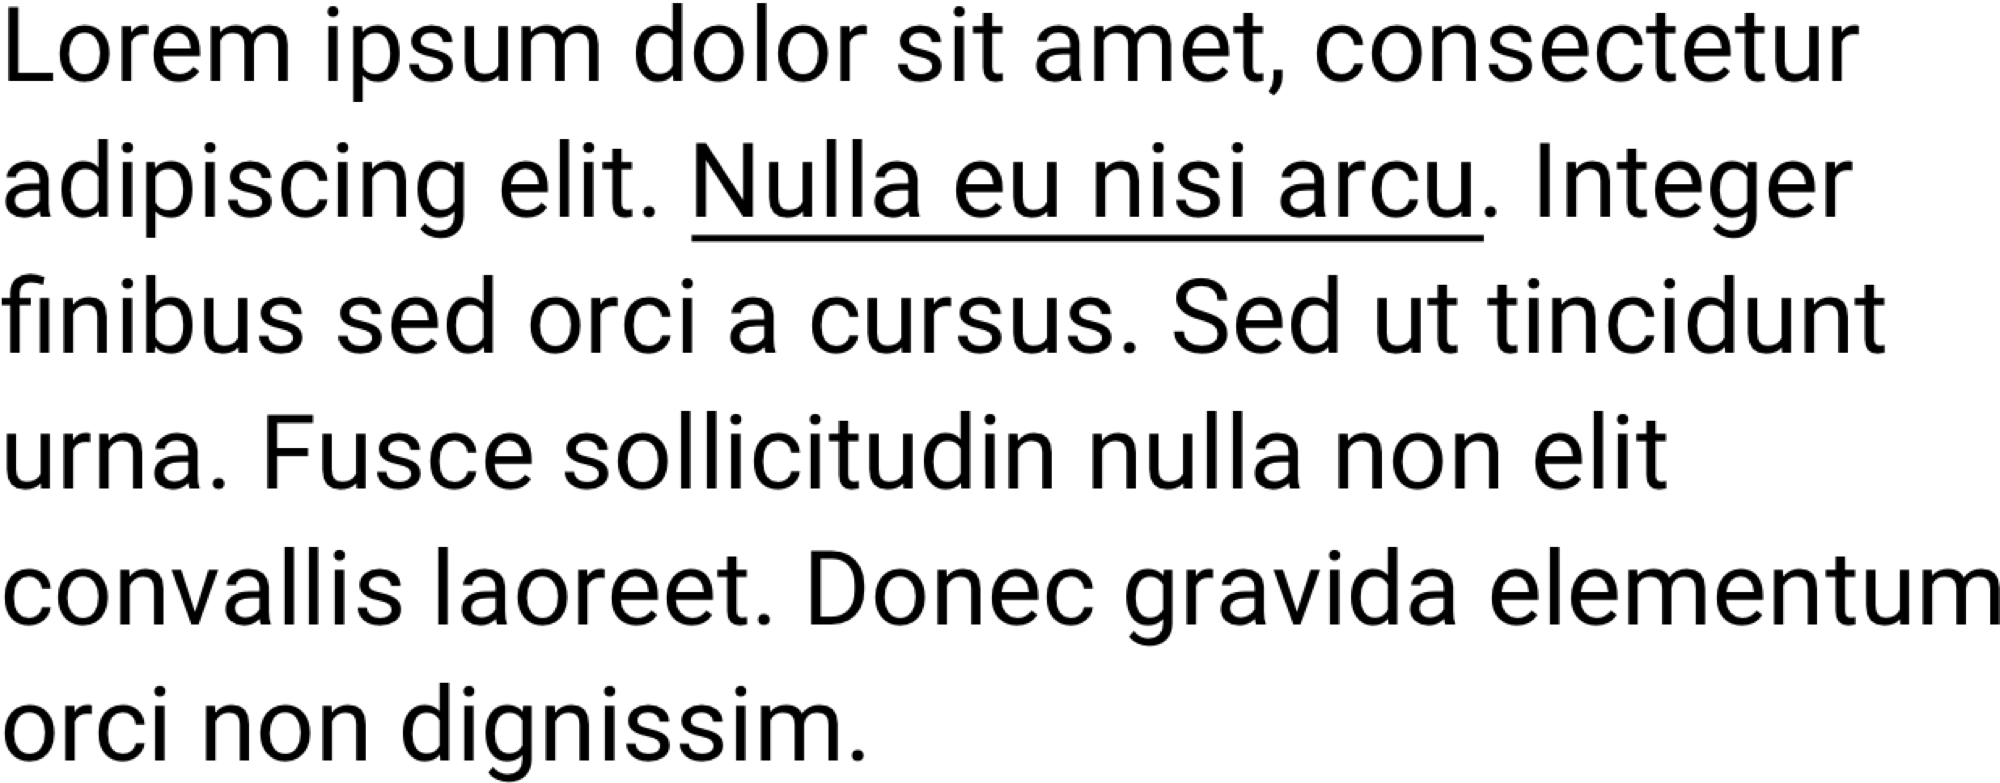 Lorem ipsum dolor sit amet, consectetur
adipiscing elit. Nulla eu nisi arcu. Integer
finibus sed orci a cursus. Sed ut tincidunt
urna. Fusce sollicitudin nulla non elit
convallis laoreet. Donec gravida elementum
orci non dignissim.